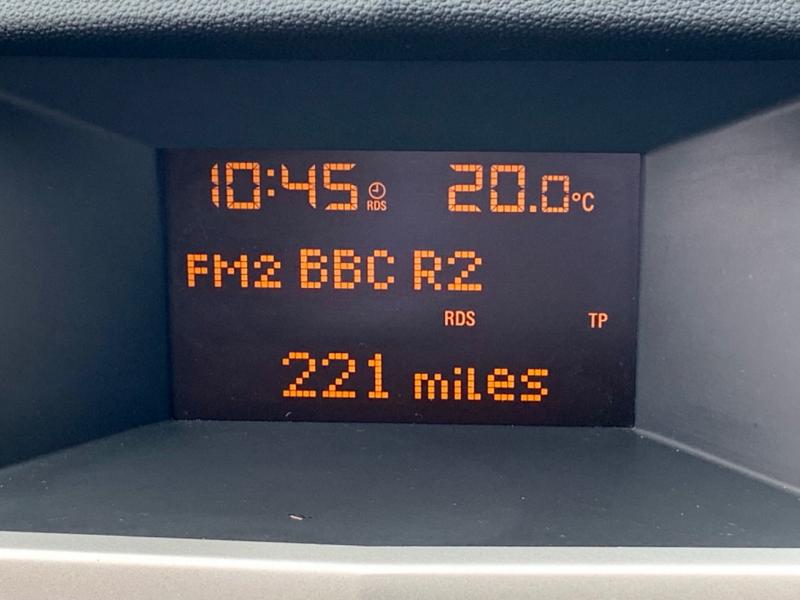 10:45 RDS 20.0°C
FM2 BBC R2
RDS TP
221 miles